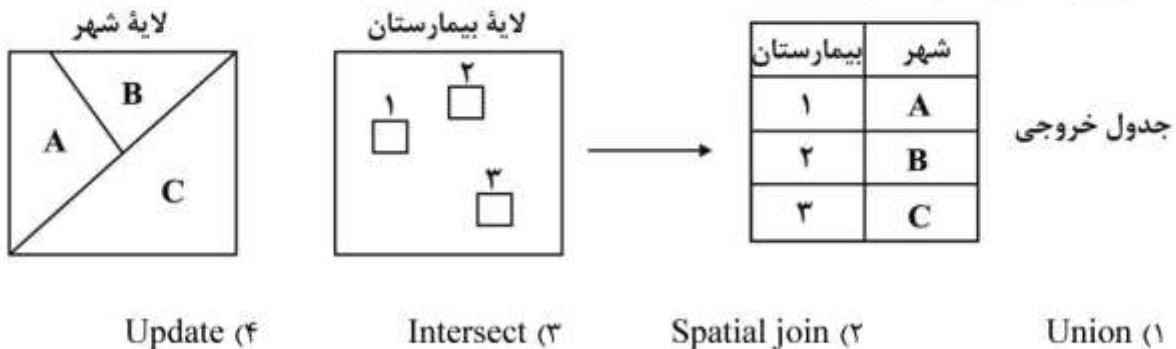 لایهٔ شهر
A
B
C
لایهٔ بیمارستان
۱
۲
۳
شهر بیمارستان
A ۱
B ۲
C ۳
جدول خروجی
۱) Union ۲) Spatial join ۳) Intersect ۴) Update